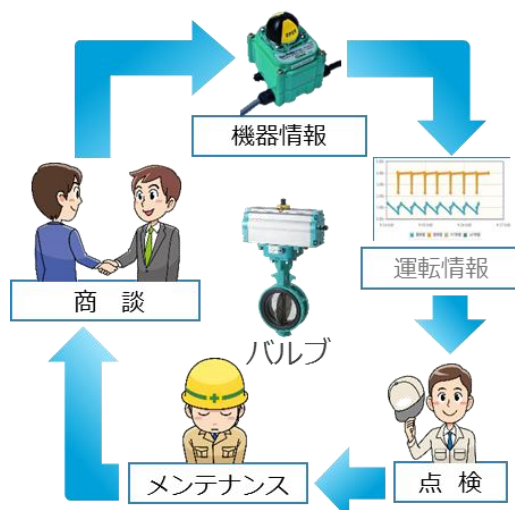 機器情報
運転情報
商 談
バルブ
メンテナンス
点 検